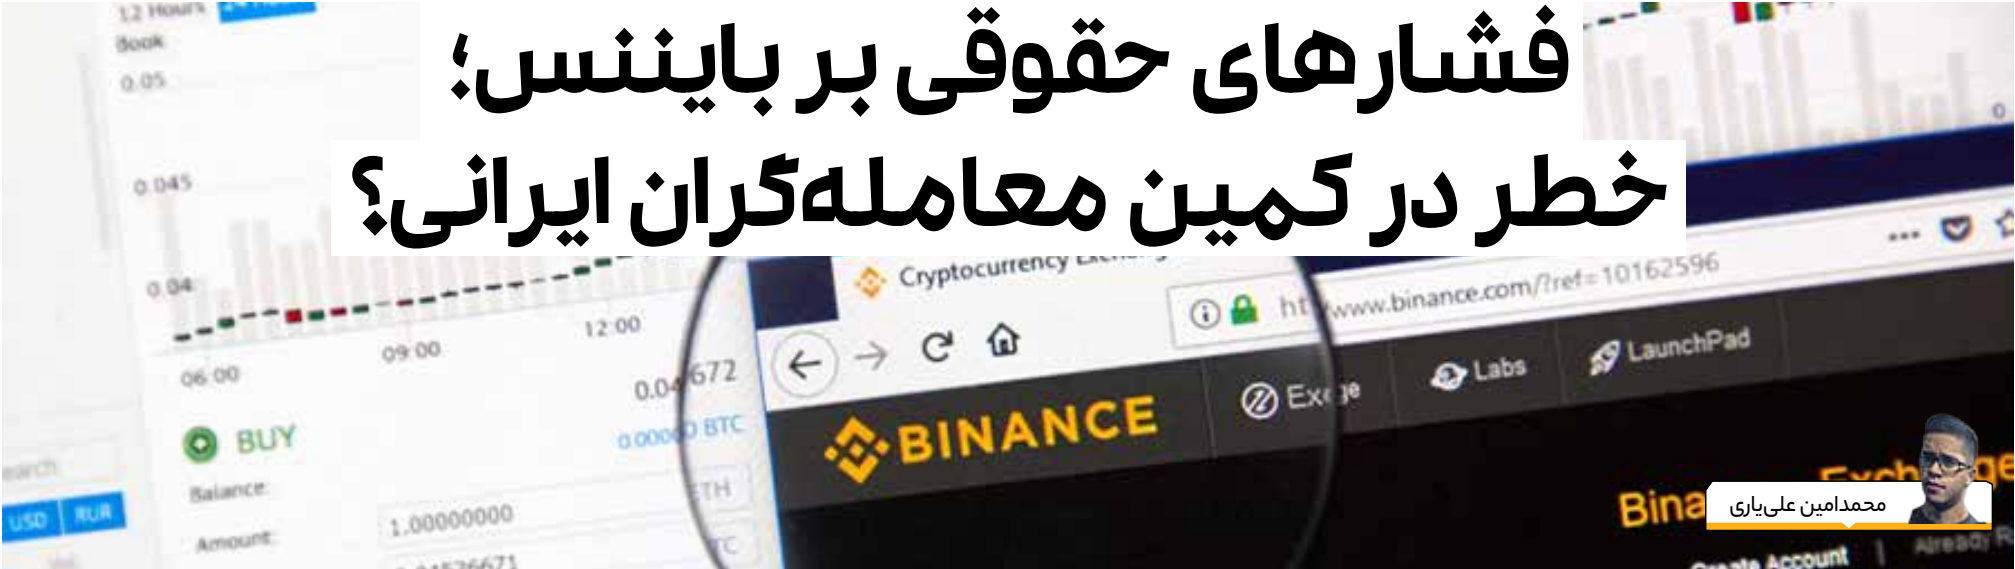 فشارهای حقوقی بر بایننس؛
خطر در کمین معامله‌گران ایرانی؟
12 Hours
Book
0.05
0.045
0.04
06:00
09:00
12:00
BUY
Balance:
Amount:
1.00000000
USD
RUR
0.00000 BTC
ETH
Cryptocurrency
www.binance.com/?ref=10162596
BINANCE
Labs
LaunchPad
محمدامین علی‌یاری
Create Account